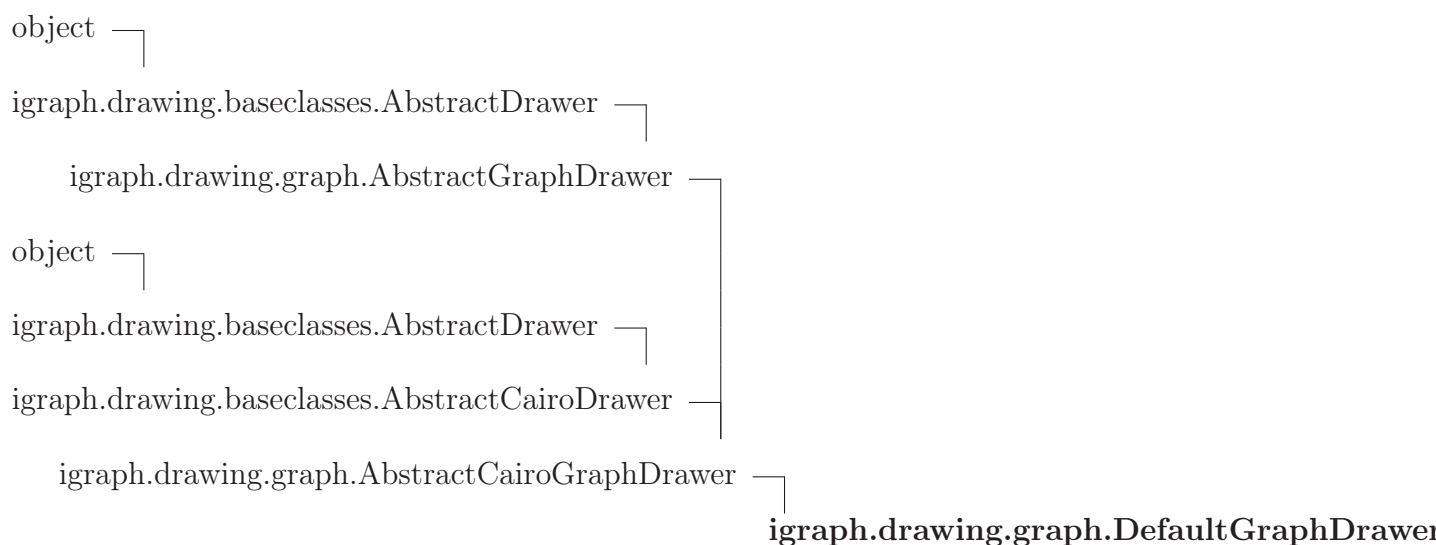 object
igraph.drawing.baseclasses.AbstractDrawer
igraph.drawing.graph.AbstractGraphDrawer
object
igraph.drawing.baseclasses.AbstractDrawer
igraph.drawing.baseclasses.AbstractCairoDrawer
igraph.drawing.graph.AbstractCairoGraphDrawer
igraph.drawing.graph.DefaultGraphDrawer